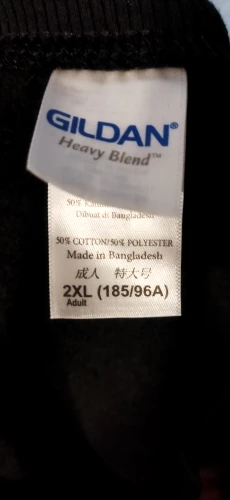 GILDAN®
Heavy Blend™
50%
Dibuat di Bangladesh
50% COTTON/50% POLYESTER
Made in Bangladesh
成人 特大号
2XL (185/96A)
Adult